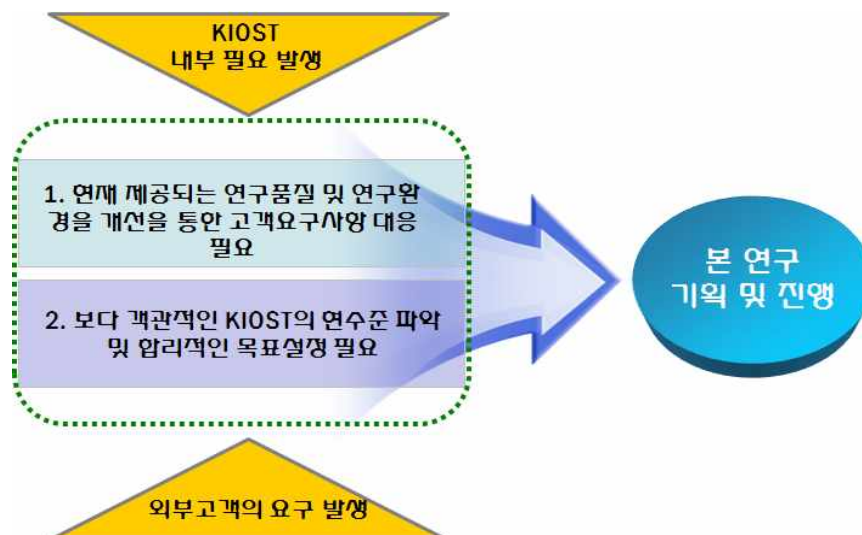 KIOST
내부 필요 발생
1. 현재 제공되는 연구품질 및 연구환
경을 개선을 통한 고객요구사항 대응
필요
2. 보다 객관적인 KIOST의 현수준 파악
및 합리적인 목표설정 필요
본 연구
기획 및 진행
외부고객의 요구 발생